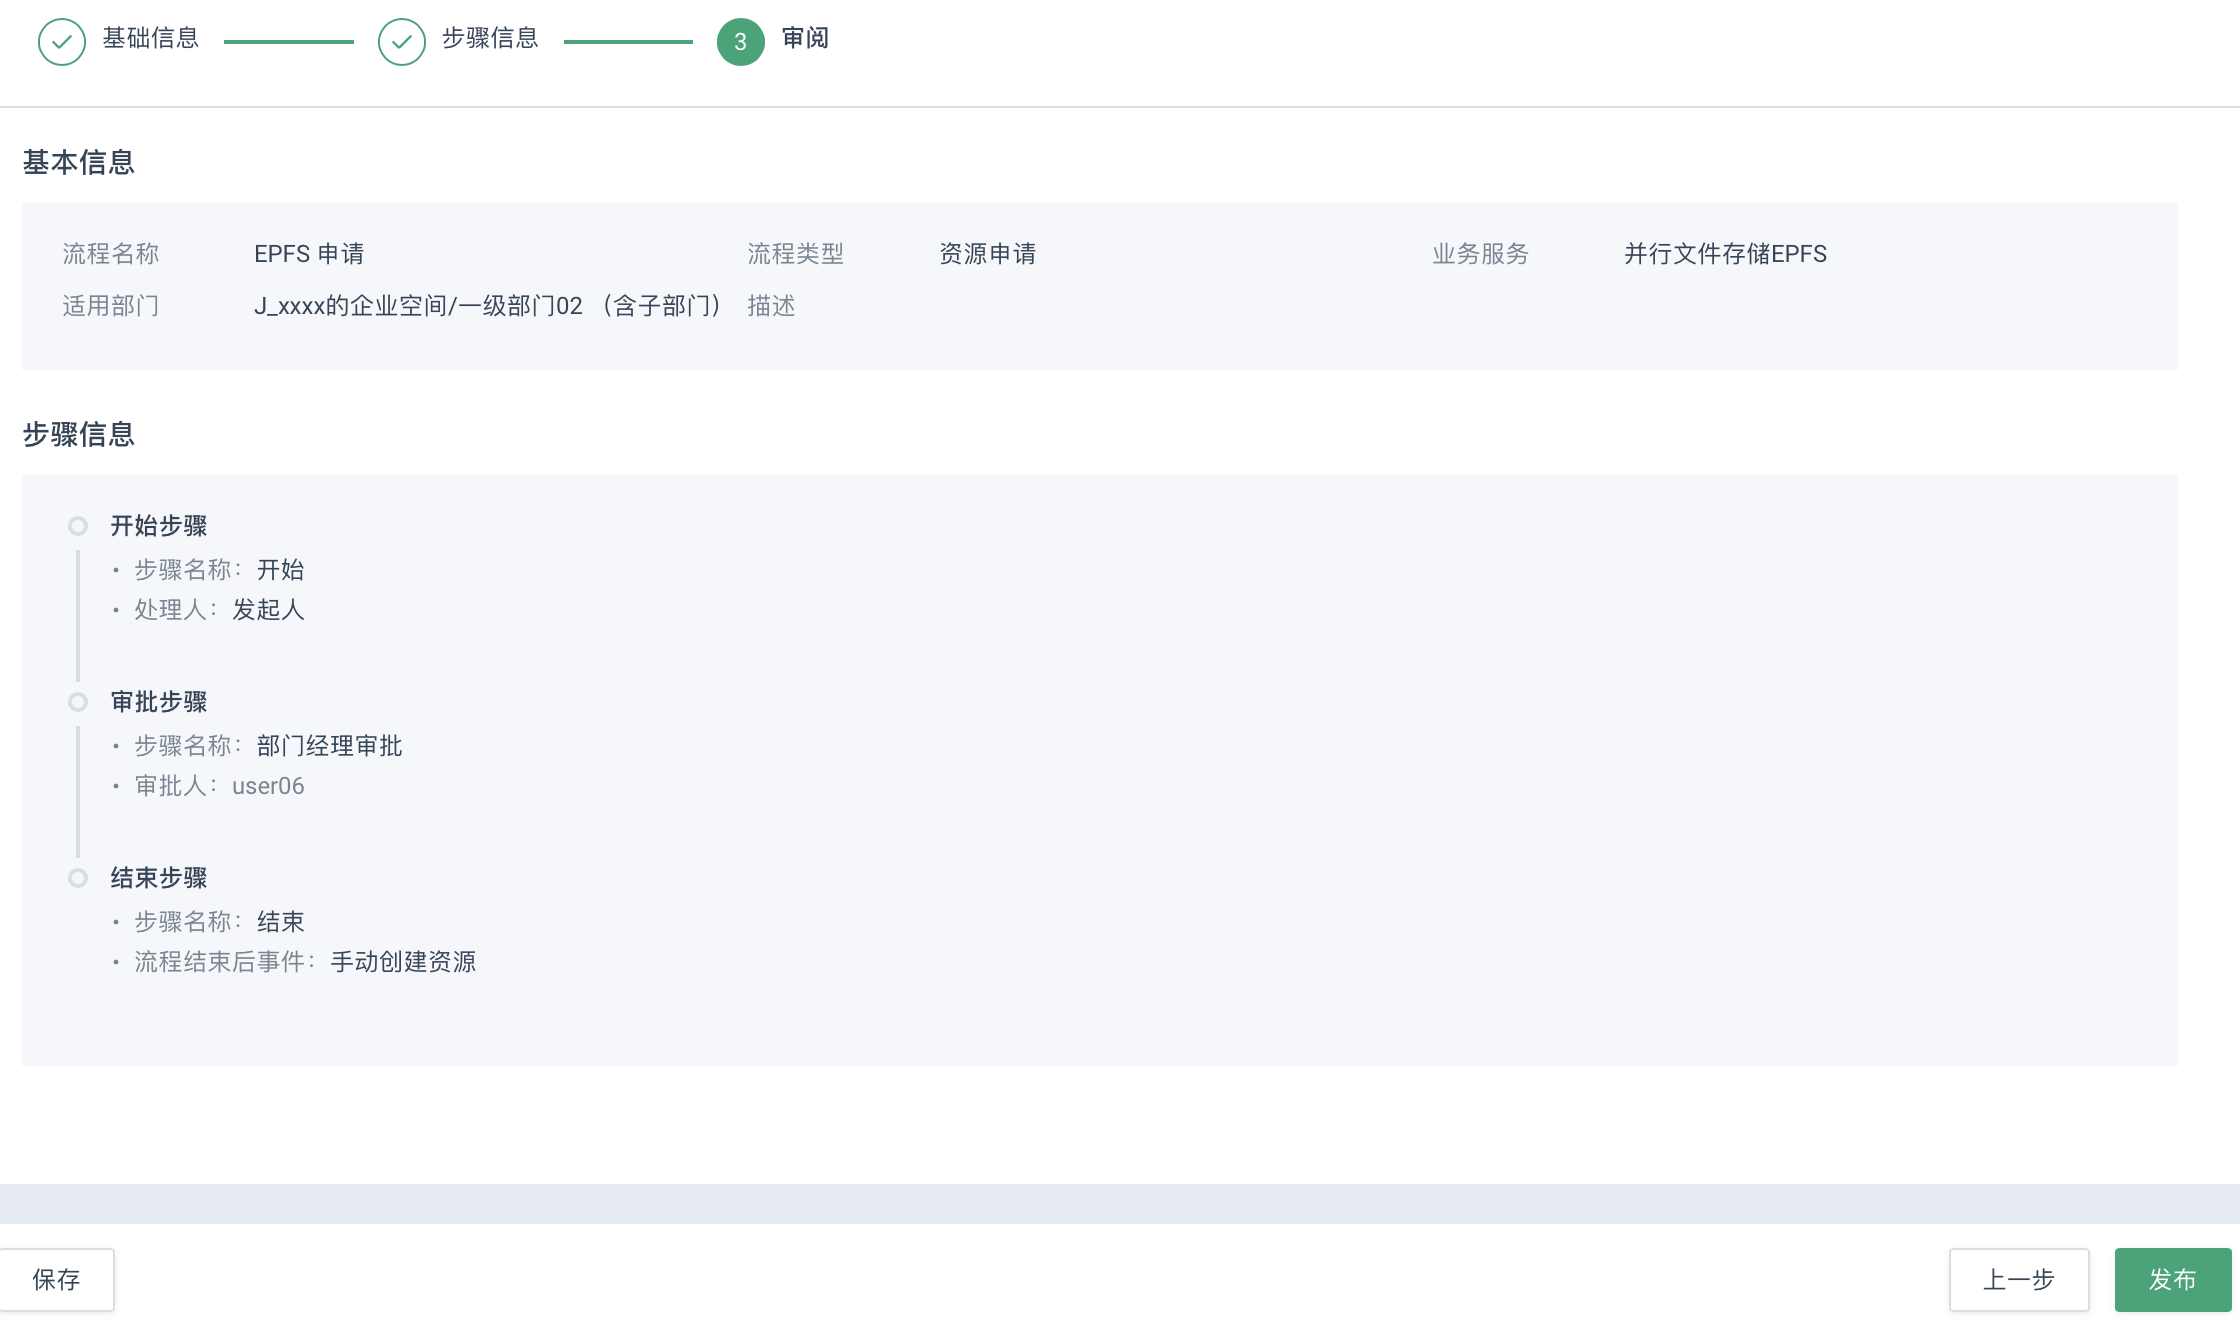 基础信息 步骤信息 3 审阅
基本信息
流程名称 EPFS 申请 流程类型 资源申请 业务服务 并行文件存储EPFS
适用部门 J_xxxx的企业空间/一级部门02 （含子部门） 描述
步骤信息
开始步骤
• 步骤名称： 开始
• 处理人： 发起人
审批步骤
• 步骤名称： 部门经理审批
• 审批人： user06
结束步骤
• 步骤名称： 结束
• 流程结束后事件： 手动创建资源
保存 上一步 发布